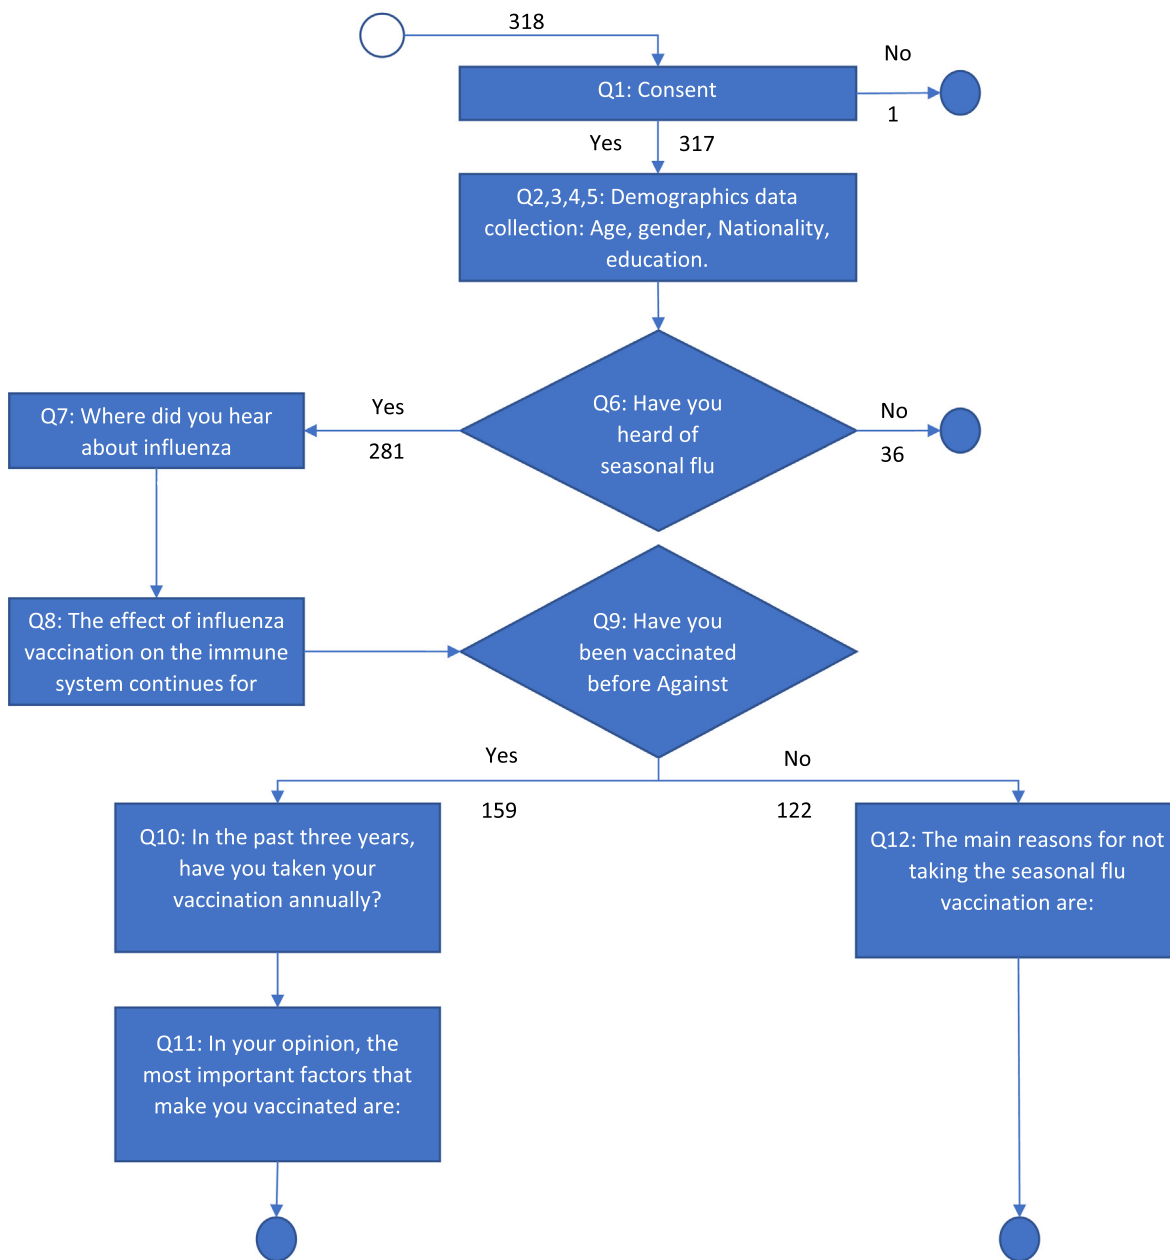 318
No
Q1: Consent
1
Yes 317
Q2,3,4,5: Demographics data
collection: Age, gender, Nationality,
education.
Q6: Have you
heard of
seasonal flu
Yes
281
No
36
Q7: Where did you hear
about influenza
Q8: The effect of influenza
vaccination on the immune
system continues for
Q9: Have you
been vaccinated
before Against
Yes
159
No
122
Q10: In the past three years,
have you taken your
vaccination annually?
Q12: The main reasons for not
taking the seasonal flu
vaccination are:
Q11: In your opinion, the
most important factors that
make you vaccinated are: